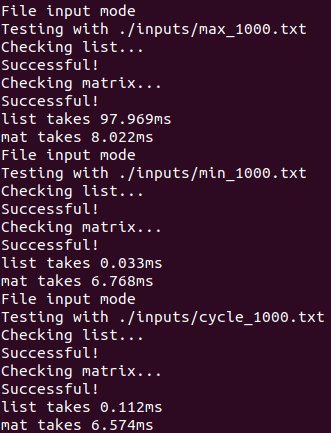 File input mode
Testing with ./inputs/max_1000.txt
Checking list...
Successful!
Checking matrix...
Successful!
list takes 97.969ms
mat takes 8.022ms
File input mode
Testing with ./inputs/min_1000.txt
Checking list...
Successful!
Checking matrix...
Successful!
list takes 0.033ms
mat takes 6.768ms
File input mode
Testing with ./inputs/cycle_1000.txt
Checking list...
Successful!
Checking matrix...
Successful!
list takes 0.112ms
mat takes 6.574ms